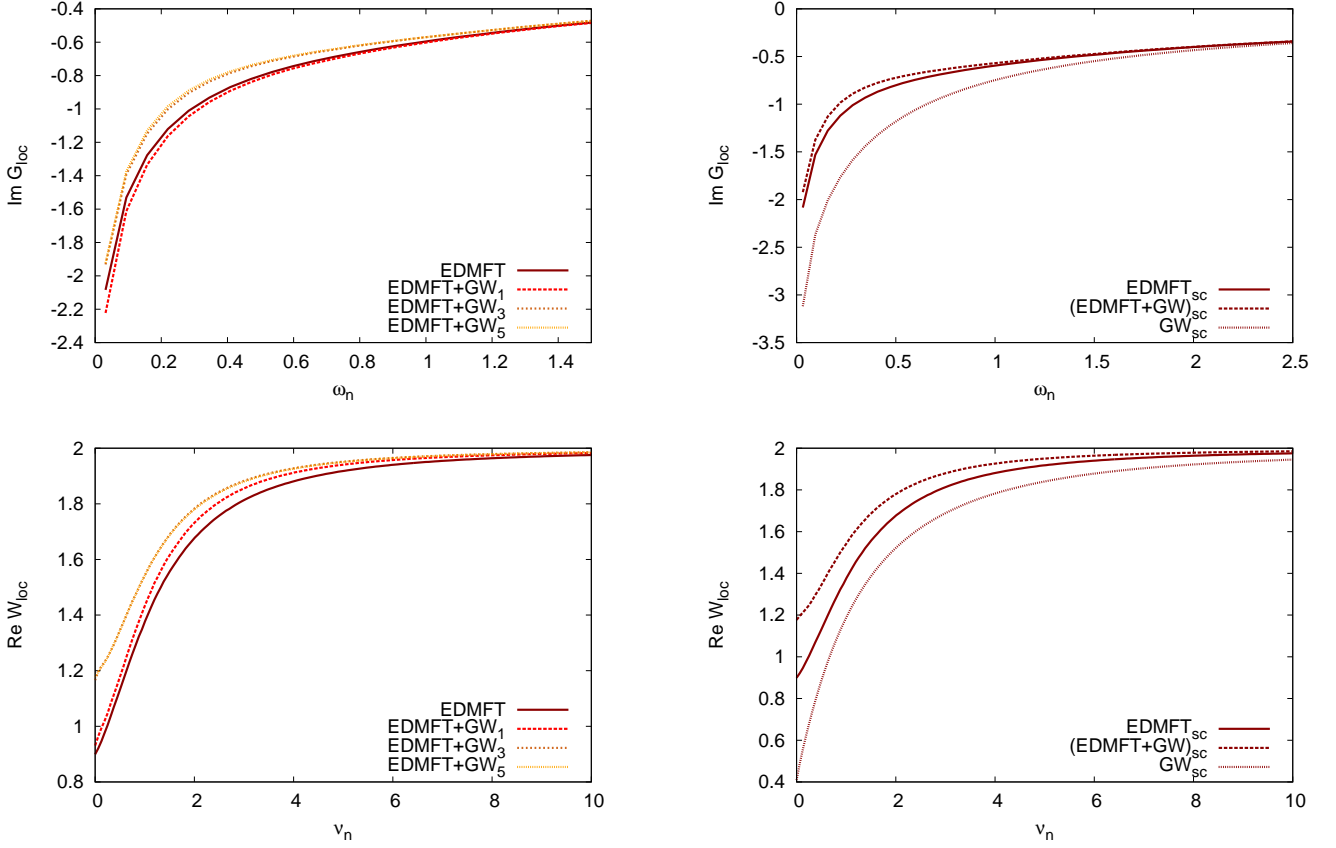 -0.4
-0.6
-0.8
-1
-1.2
-1.4
-1.6
-1.8
-2
-2.2
-2.4
Im G_loc
0 0.2 0.4 0.6 0.8 1 1.2 1.4
ω_n
EDMFT
EDMFT+GW_1
EDMFT+GW_3
EDMFT+GW_5
0
-0.5
-1
-1.5
-2
-2.5
-3
-3.5
Im G_loc
0 0.5 1 1.5 2 2.5
ω_n
EDMFT_sc
(EDMFT+GW)_sc
GW_sc
2
1.8
1.6
1.4
1.2
1
0.8
Re W_loc
0 2 4 6 8 10
ν_n
EDMFT
EDMFT+GW_1
EDMFT+GW_3
EDMFT+GW_5
2
1.8
1.6
1.4
1.2
1
0.8
0.6
0.4
Re W_loc
0 2 4 6 8 10
ν_n
EDMFT_sc
(EDMFT+GW)_sc
GW_sc